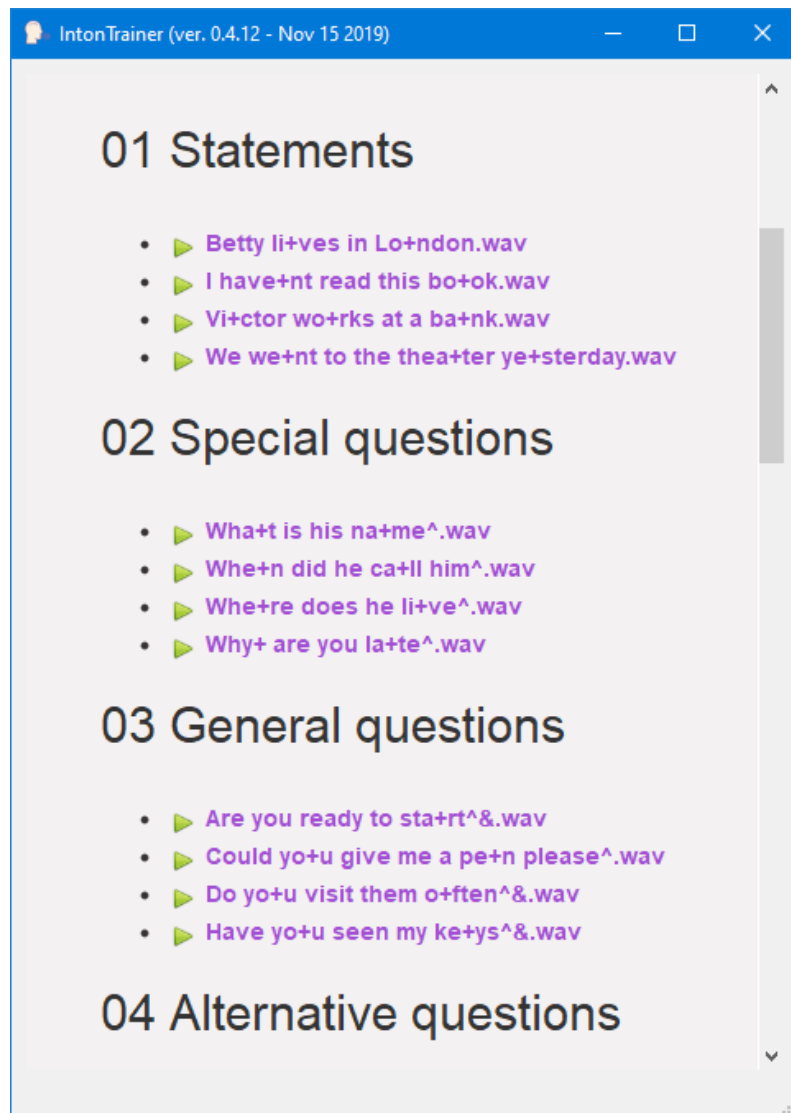 IntonTrainer (ver. 0.4.12 - Nov 15 2019)
01 Statements
Betty li+ves in Lo+ndon.wav
I have+nt read this bo+ok.wav
Vi+ctor wo+rks at a ba+nk.wav
We we+nt to the thea+ter ye+sterday.wav
02 Special questions
Wha+t is his na+me^.wav
Whe+n did he ca+ll him^.wav
Whe+re does he li+ve^.wav
Why+ are you la+te^.wav
03 General questions
Are you ready to sta+rt^&.wav
Could yo+u give me a pe+n please^.wav
Do yo+u visit them o+ften^&.wav
Have yo+u seen my ke+ys^&.wav
04 Alternative questions